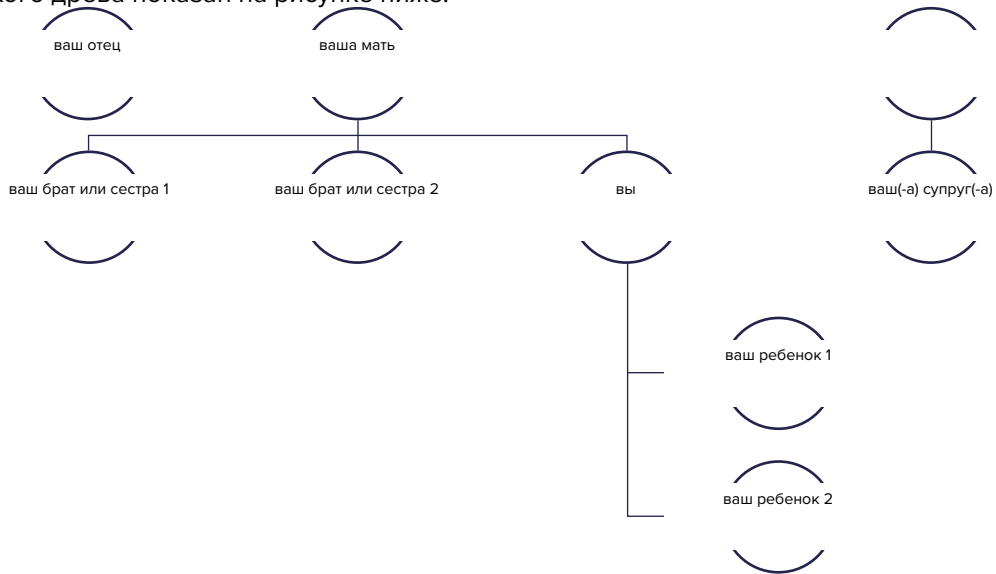 ваш отец
ваша мать
ваш брат или сестра 1
ваш брат или сестра 2
вы
ваш(-а) супруг(-а)
ваш ребенок 1
ваш ребенок 2